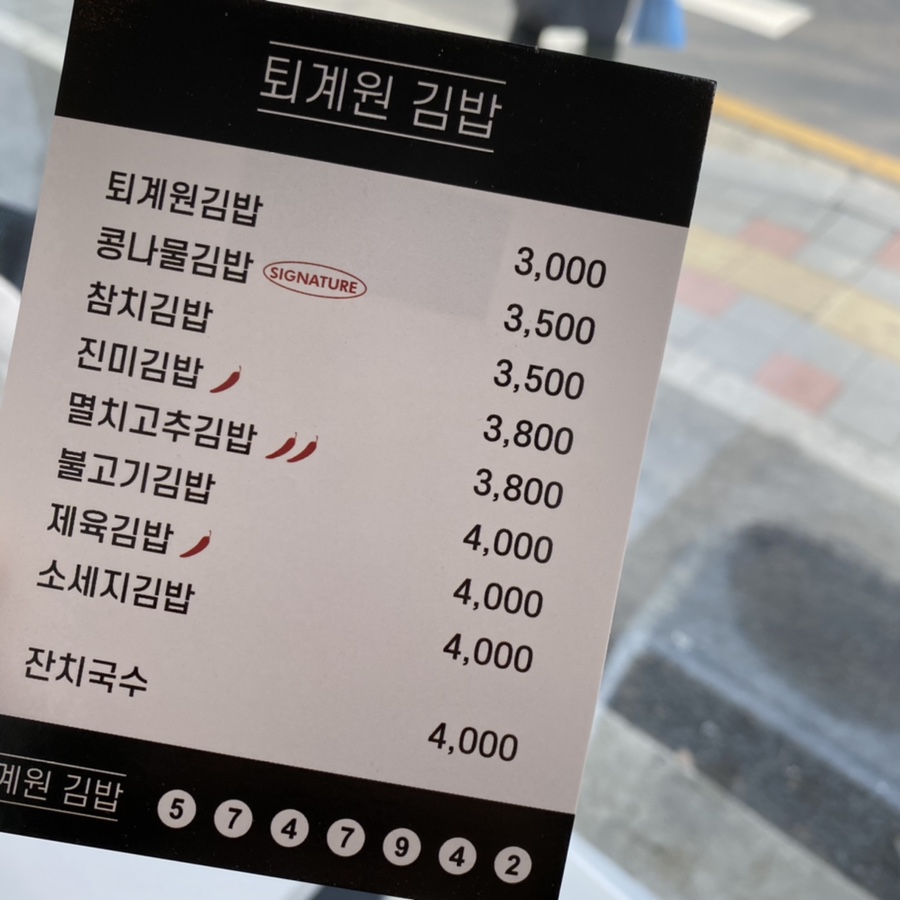 퇴계원 김밥
퇴계원김밥 3,000
콩나물김밥 SIGNATURE 3,500
참치김밥 3,500
진미김밥 3,800
멸치고추김밥 3,800
불고기김밥 4,000
제육김밥 4,000
소세지김밥 4,000
잔치국수 4,000
계원 김밥 5 7 4 7 9 4 2